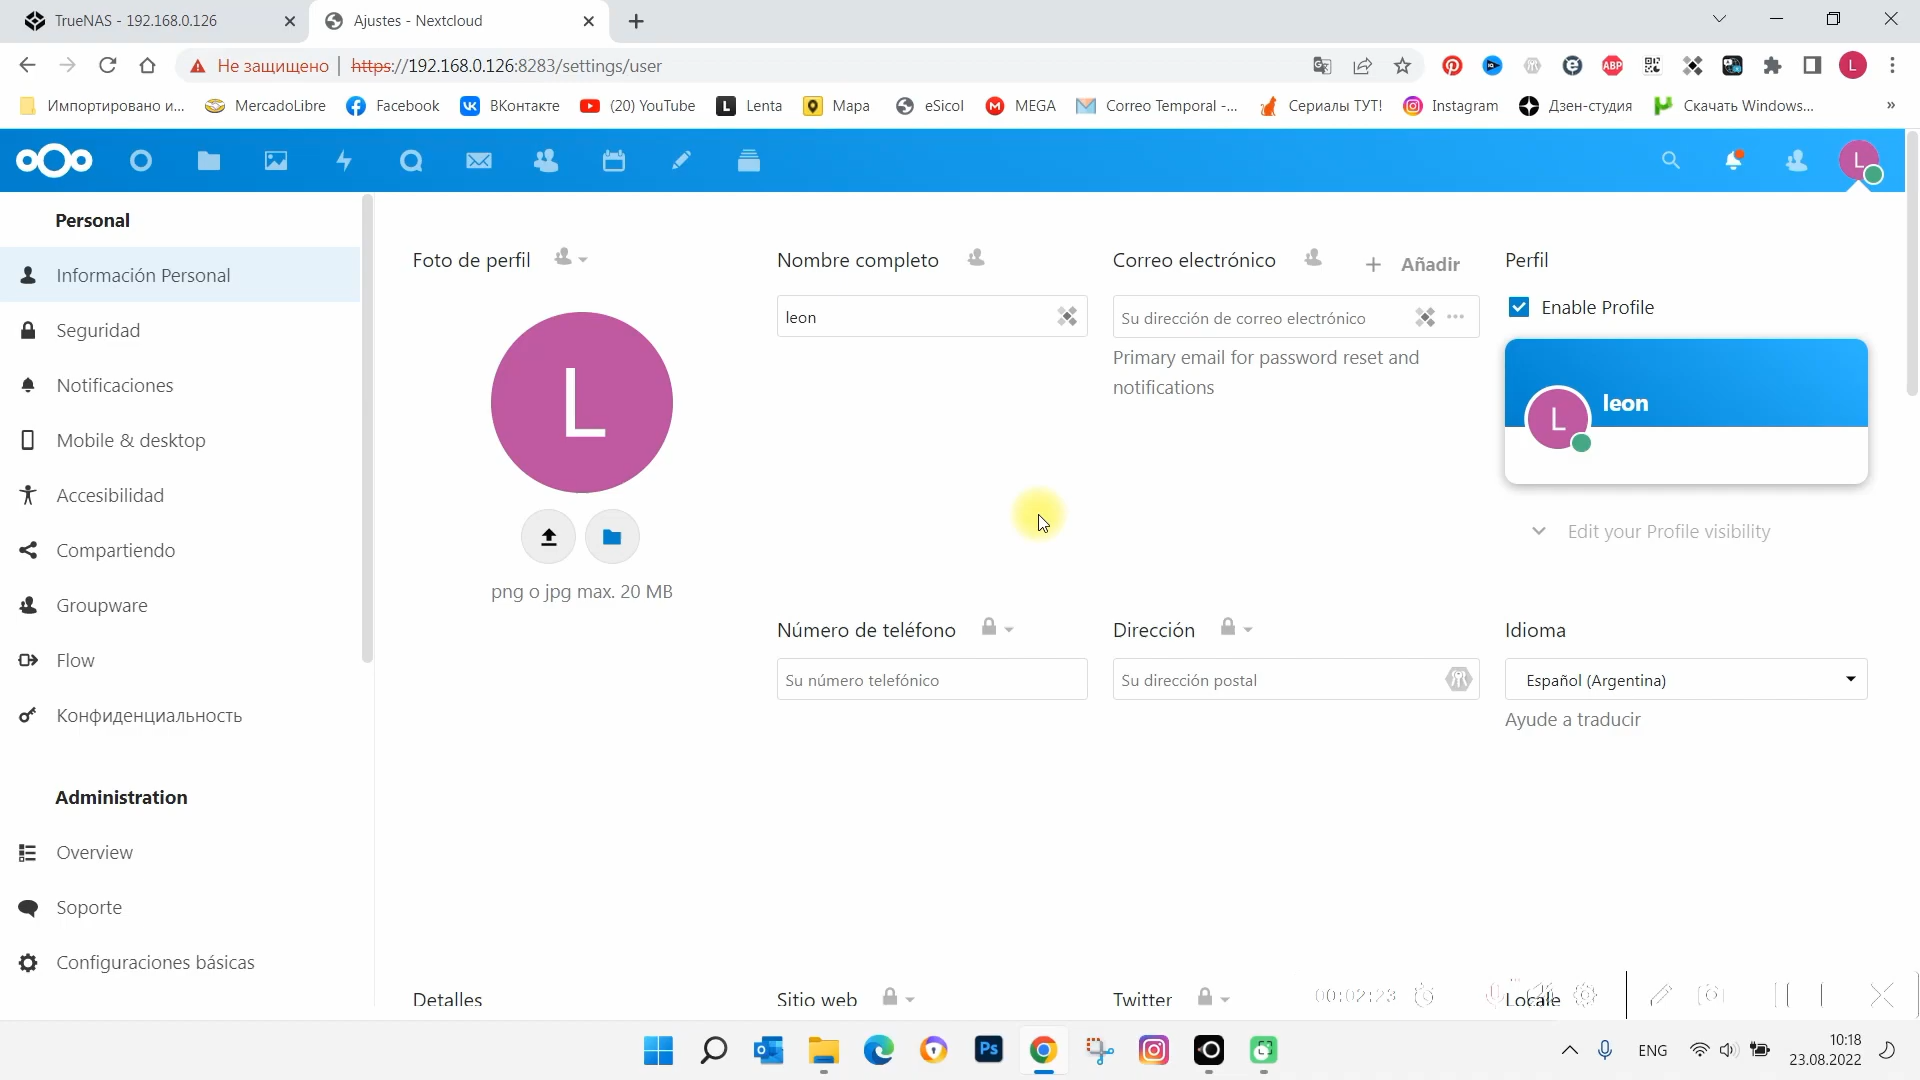 TrueNAS - 192.168.0.126
Ajustes - Nextcloud
Не защищено
https://192.168.0.126:8283/settings/user
ABP
L
Импортировано и...
MercadoLibre
Facebook
ВКонтакте
(20) YouTube
L Lenta
Mapa
eSicol
MEGA
Correo Temporal -...
Сериалы ТУТ!
Instagram
Дзен-студия
Скачать Windows...
»
L
Personal
Información Personal
Seguridad
Notificaciones
Mobile & desktop
Accesibilidad
Compartiendo
Groupware
Flow
Конфиденциальность
Administration
Overview
Soporte
Configuraciones básicas
Foto de perfil
L
png o jpg max. 20 MB
Nombre completo
leon
Correo electrónico
+ Añadir
Su dirección de correo electrónico
Primary email for password reset and
notifications
Perfil
Enable Profile
L
leon
Edit your Profile visibility
Número de teléfono
Su número telefónico
Dirección
Su dirección postal
Idioma
Español (Argentina)
Ayude a traducir
Detalles
Sitio web
Twitter
Locale
00:02:23
Ps
ENG
10:18
23.08.2022